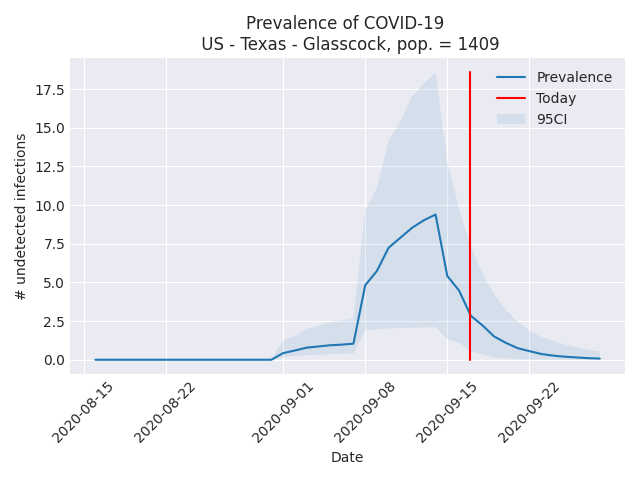 Prevalence of COVID-19
US - Texas - Glasscock, pop. = 1409
Prevalence
Today
95CI
17.5
15.0
12.5
10.0
7.5
5.0
2.5
0.0
# undetected infections
2020-08-15
2020-08-22
2020-09-01
2020-09-08
2020-09-15
2020-09-22
Date